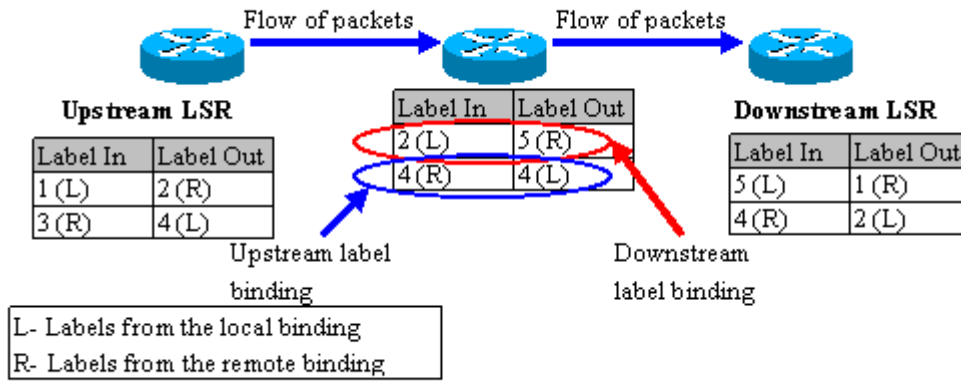 Flow of packets
Flow of packets
Upstream LSR
Label In Label Out
1 (L) 2 (R)
3 (R) 4 (L)
Label In Label Out
2 (L) 5 (R)
4 (R) 4 (L)
Downstream LSR
Label In Label Out
5 (L) 1 (R)
4 (R) 2 (L)
Upstream label
binding
Downstream
label binding
L- Labels from the local binding
R- Labels from the remote binding